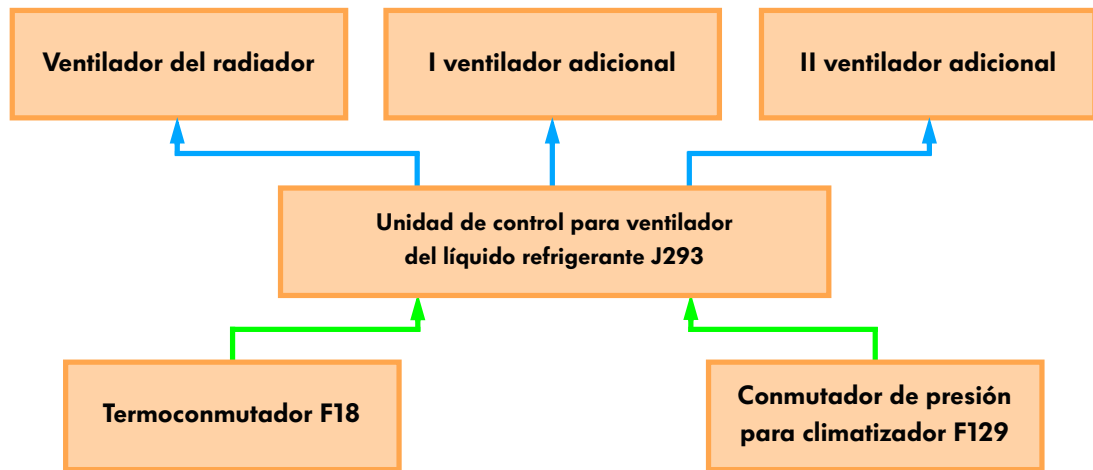 Ventilador del radiador
I ventilador adicional
II ventilador adicional
Unidad de control para ventilador
del líquido refrigerante J293
Termoconmutador F18
Conmutador de presión
para climatizador F129